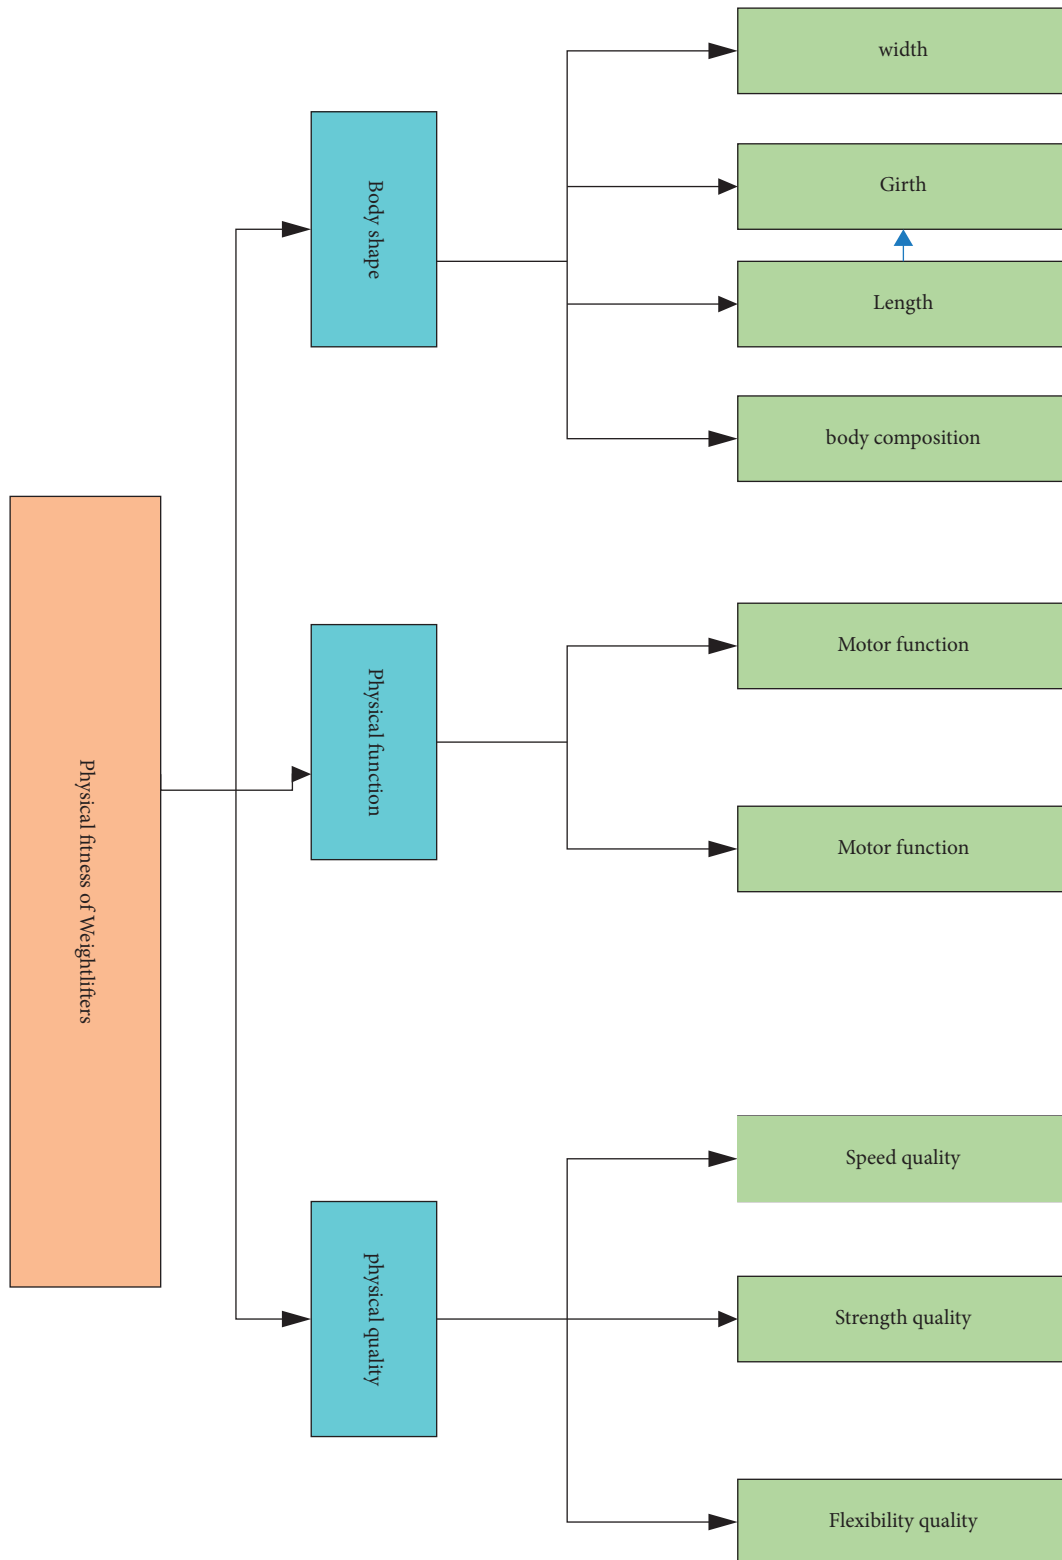 Physical fitness of Weightlifters
Body shape
width
Girth
Length
body composition
Physical function
Motor function
Motor function
physical quality
Speed quality
Strength quality
Flexibility quality